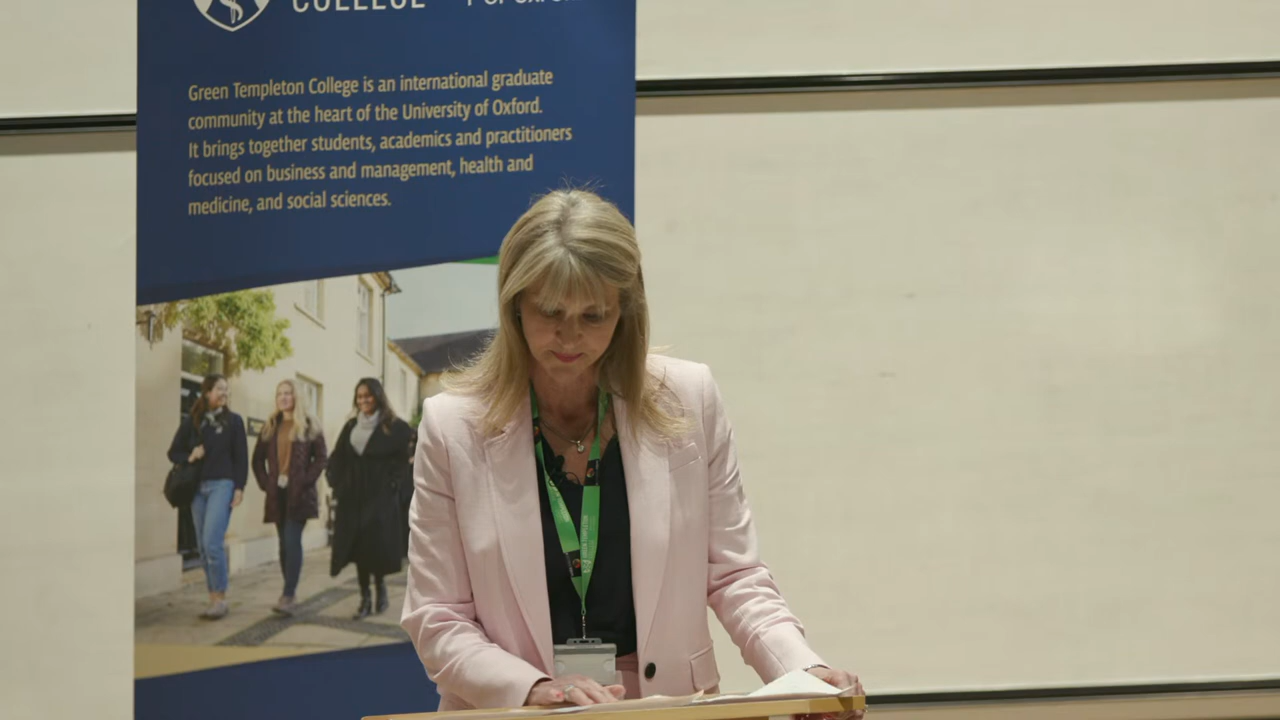 COLLEGE
Green Templeton College is an international graduate
community at the heart of the University of Oxford.
It brings together students, academics and practitioners
focused on business and management, health and
medicine, and social sciences.